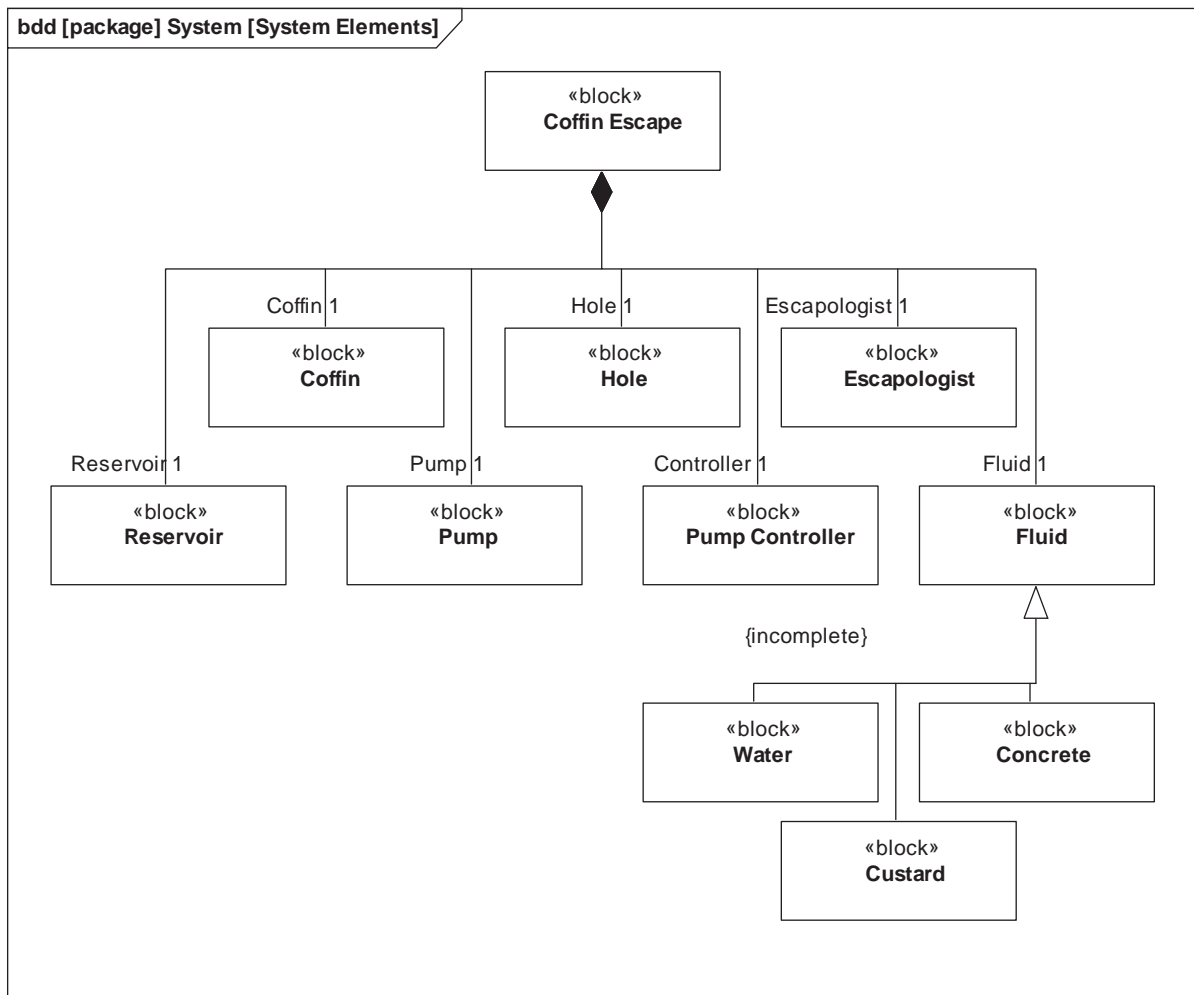 bdd [package] System [System Elements]
«block»
Coffin Escape
Coffin 1
Hole 1
Escapologist 1
«block»
Coffin
«block»
Hole
«block»
Escapologist
Reservoir 1
Pump 1
Controller 1
Fluid 1
«block»
Reservoir
«block»
Pump
«block»
Pump Controller
«block»
Fluid
{incomplete}
«block»
Water
«block»
Concrete
«block»
Custard